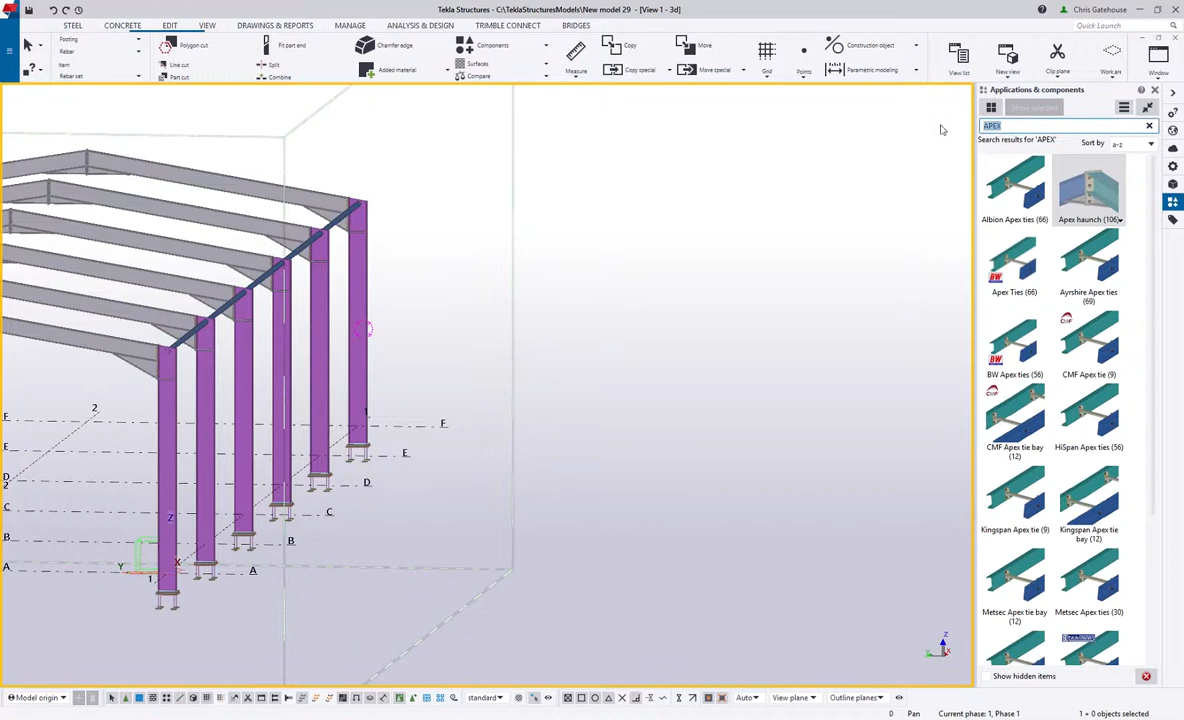 Tekla Structures - C:\TeklaStructuresModels\New model 29 - [View 1 - 3d]
Chris Gatehouse
STEEL CONCRETE EDIT VIEW DRAWINGS & REPORTS MANAGE ANALYSIS & DESIGN TRIMBLE CONNECT BRIDGES
Quick Launch
Footing
Rebar
Item
Rebar set
Polygon cut
Line cut
Part cut
Fit part end
Split
Combine
Chamfer edge
Added material
Components
Surfaces
Compare
Measure
Copy
Copy special
Move
Move special
Grid
Points
Construction object
Parametric modeling
View list
New view
Clip plane
Work are
Window
Applications & components
Show selected
APEX
Search results for 'APEX'
Sort by
a-z
Albion Apex ties (66)
Apex haunch (106)
Apex Ties (66)
Ayrshire Apex ties (69)
BW
BW Apex ties (56)
CMF
CMF Apex tie (9)
CMF Apex tie bay (12)
HiSpan Apex ties (56)
Kingspan Apex tie (9)
Kingspan Apex tie bay (12)
Metsec Apex tie bay (12)
Metsec Apex ties (30)
Show hidden items
2
F
1
F
E
E
D
2
D
C
C
B
B
A
A
1
Z
Y
X
Z
Model origin
standard
Auto
View plane
Outline planes
0
Pan
Current phase: 1, Phase 1
1 + 0 objects selected